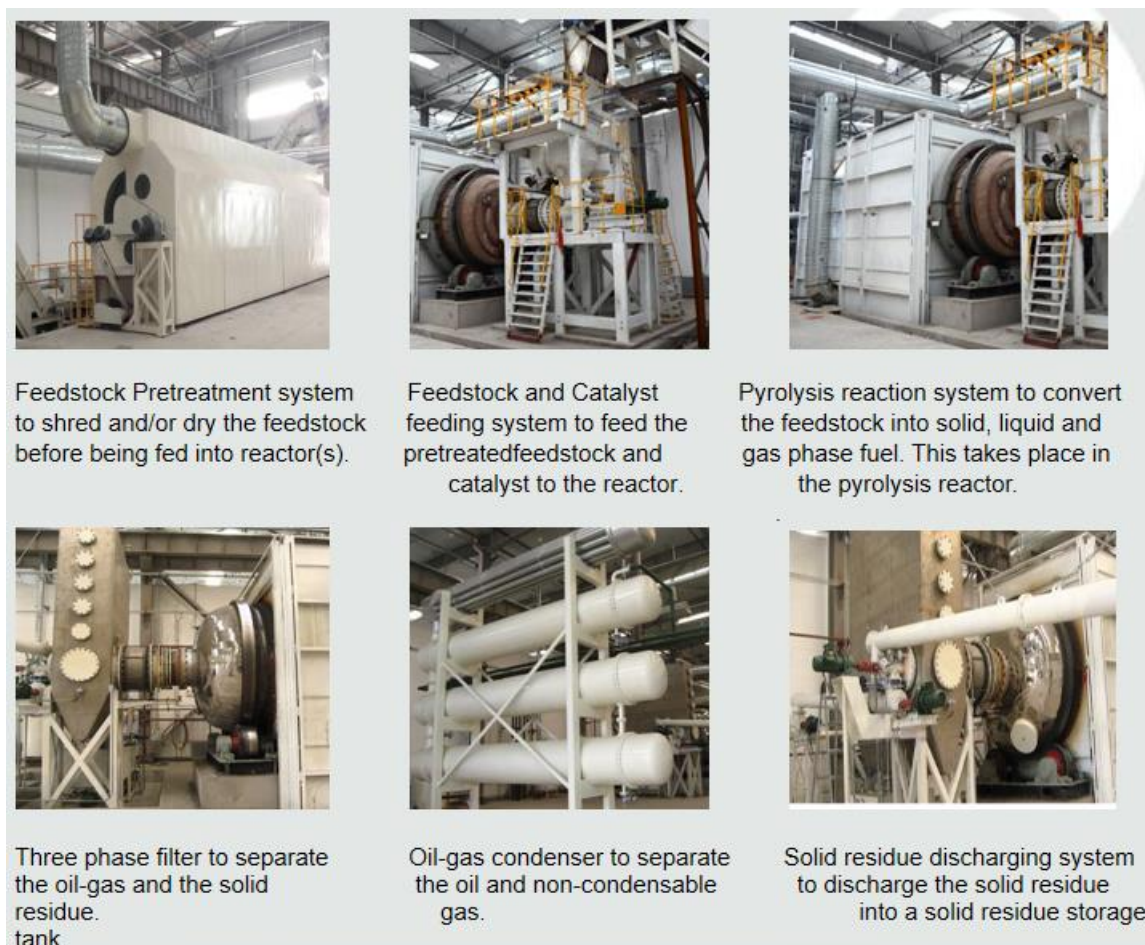 Feedstock Pretreatment system
to shred and/or dry the feedstock
before being fed into reactor(s).
Feedstock and Catalyst
feeding system to feed the
pretreatedfeedstock and
catalyst to the reactor.
Pyrolysis reaction system to convert
the feedstock into solid, liquid and
gas phase fuel. This takes place in
the pyrolysis reactor.
.
Three phase filter to separate
the oil-gas and the solid
residue.
tank
Oil-gas condenser to separate
the oil and non-condensable
gas.
Solid residue discharging system
to discharge the solid residue
into a solid residue storage